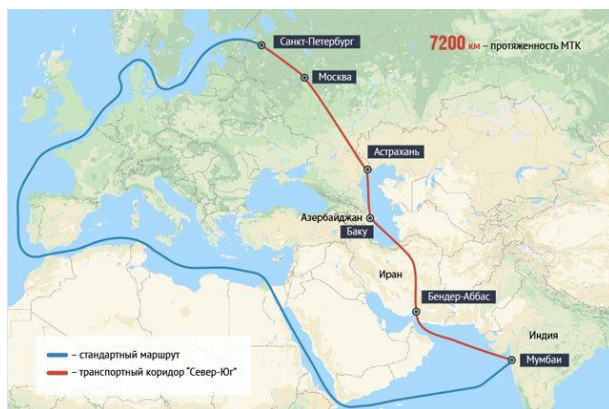 7200 км – протяженность МТК
Санкт-Петербург
Москва
Астрахань
Азербайджан
Баку
Иран
Бендер-Аббас
Индия
Мумбаи
– стандартный маршрут
– транспортный коридор "Север-Юг"